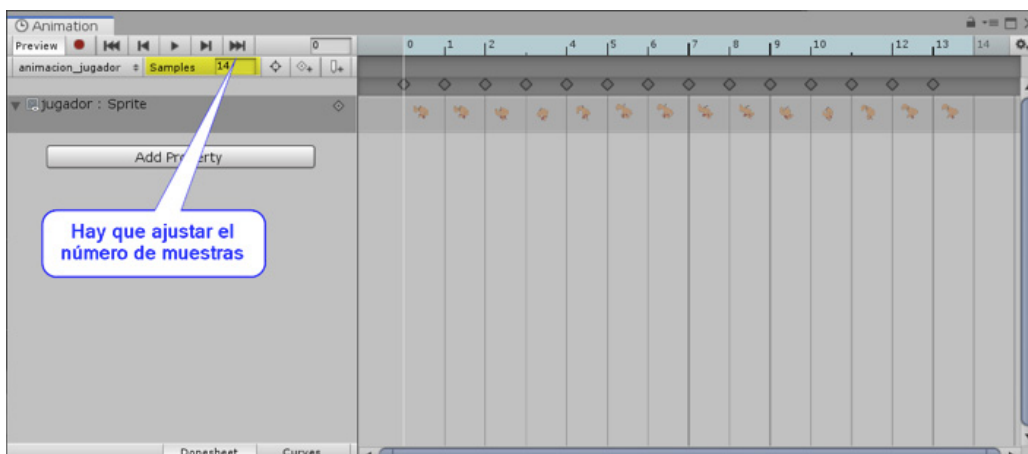 Animation
Preview 0 0 1 2 4 5 6 7 8 9 10 12 13 14
animacion_jugador Samples 14
jugador : Sprite
Add Property
Hay que ajustar el
número de muestras
Dopesheet Curves